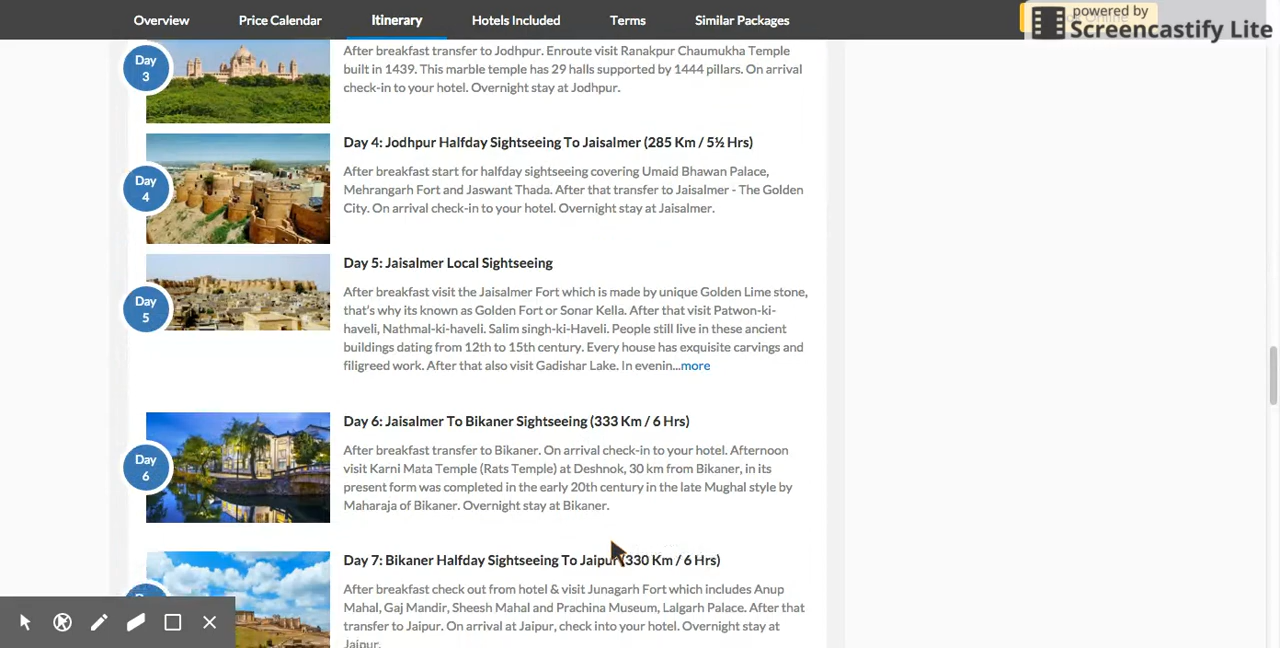 Overview Price Calendar Itinerary Hotels Included Terms Similar Packages
powered by
Screencastify Lite
Day
3
After breakfast transfer to Jodhpur. Enroute visit Ranakpur Chaumukha Temple
built in 1439. This marble temple has 29 halls supported by 1444 pillars. On arrival
check-in to your hotel. Overnight stay at Jodhpur.
Day
4
Day 4: Jodhpur Halfday Sightseeing To Jaisalmer (285 Km / 5½ Hrs)
After breakfast start for halfday sightseeing covering Umaid Bhawan Palace,
Mehrangarh Fort and Jaswant Thada. After that transfer to Jaisalmer - The Golden
City. On arrival check-in to your hotel. Overnight stay at Jaisalmer.
Day
5
Day 5: Jaisalmer Local Sightseeing
After breakfast visit the Jaisalmer Fort which is made by unique Golden Lime stone,
that's why its known as Golden Fort or Sonar Kella. After that visit Patwon-ki-
haveli, Nathmal-ki-haveli. Salim singh-ki-Haveli. People still live in these ancient
buildings dating from 12th to 15th century. Every house has exquisite carvings and
filigreed work. After that also visit Gadishar Lake. In evenin...more
Day
6
Day 6: Jaisalmer To Bikaner Sightseeing (333 Km / 6 Hrs)
After breakfast transfer to Bikaner. On arrival check-in to your hotel. Afternoon
visit Karni Mata Temple (Rats Temple) at Deshnok, 30 km from Bikaner, in its
present form was completed in the early 20th century in the late Mughal style by
Maharaja of Bikaner. Overnight stay at Bikaner.
Day 7: Bikaner Halfday Sightseeing To Jaipur (330 Km / 6 Hrs)
After breakfast check out from hotel & visit Junagarh Fort which includes Anup
Mahal, Gaj Mandir, Sheesh Mahal and Prachina Museum, Lalgarh Palace. After that
transfer to Jaipur. On arrival at Jaipur, check into your hotel. Overnight stay at
Jaipur.